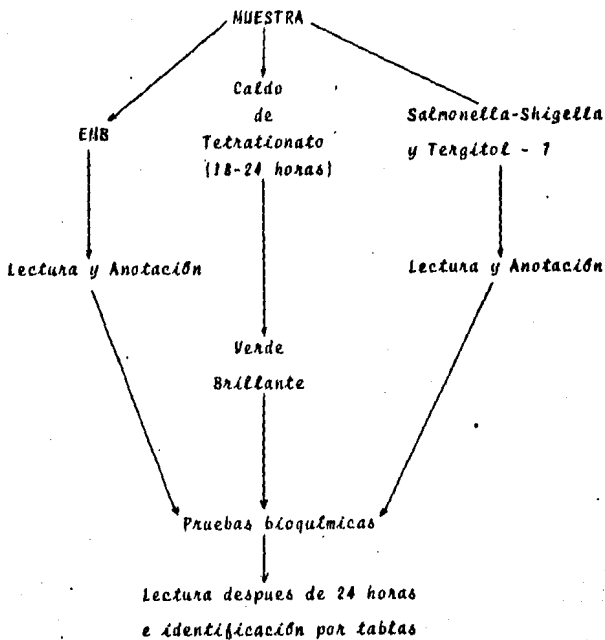 MUESTRA
Caldo
de
Tetrationato
(18-24 horas)
EMB
Salmonella-Shigella
y Tergitol - 7
Lectura y Anotación
Lectura y Anotación
Verde
Brillante
Pruebas bioquímicas
Lectura despues de 24 horas
e identificación por tablas